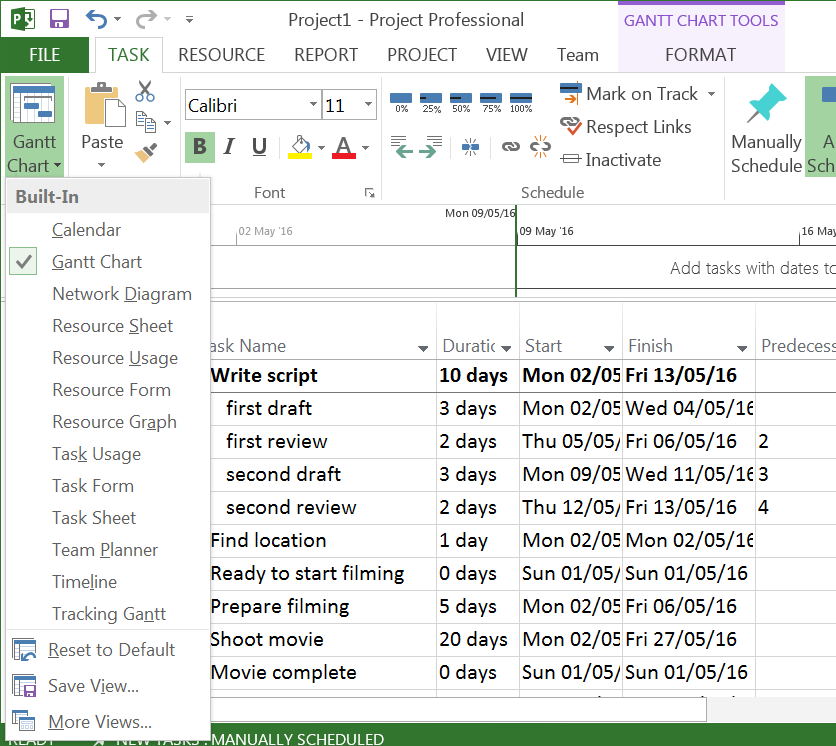 Project1 - Project Professional
GANTT CHART TOOLS
FILE TASK RESOURCE REPORT PROJECT VIEW Team FORMAT
Gantt Chart
Paste
Calibri 11
B I U A
Font
0% 25% 50% 75% 100%
Mark on Track
Respect Links
Inactivate
Schedule
Manually Schedule
A
Sch
Built-In
Calendar
Gantt Chart
Network Diagram
Resource Sheet
Resource Usage
Resource Form
Resource Graph
Task Usage
Task Form
Task Sheet
Team Planner
Timeline
Tracking Gantt
Reset to Default
Save View...
More Views...
Mon 09/05/16
02 May '16 09 May '16 16 May
Add tasks with dates to
ask Name Duratic Start Finish Predecess
Write script 10 days Mon 02/05 Fri 13/05/16
first draft 3 days Mon 02/05 Wed 04/05/16
first review 2 days Thu 05/05/ Fri 06/05/16 2
second draft 3 days Mon 09/05 Wed 11/05/16 3
second review 2 days Thu 12/05/ Fri 13/05/16 4
Find location 1 day Mon 02/05 Mon 02/05/16
Ready to start filming 0 days Sun 01/05/ Sun 01/05/16
Prepare filming 5 days Mon 02/05 Fri 06/05/16
Shoot movie 20 days Mon 02/05 Fri 27/05/16
Movie complete 0 days Sun 01/05/ Sun 01/05/16
READY NEW TASKS : MANUALLY SCHEDULED